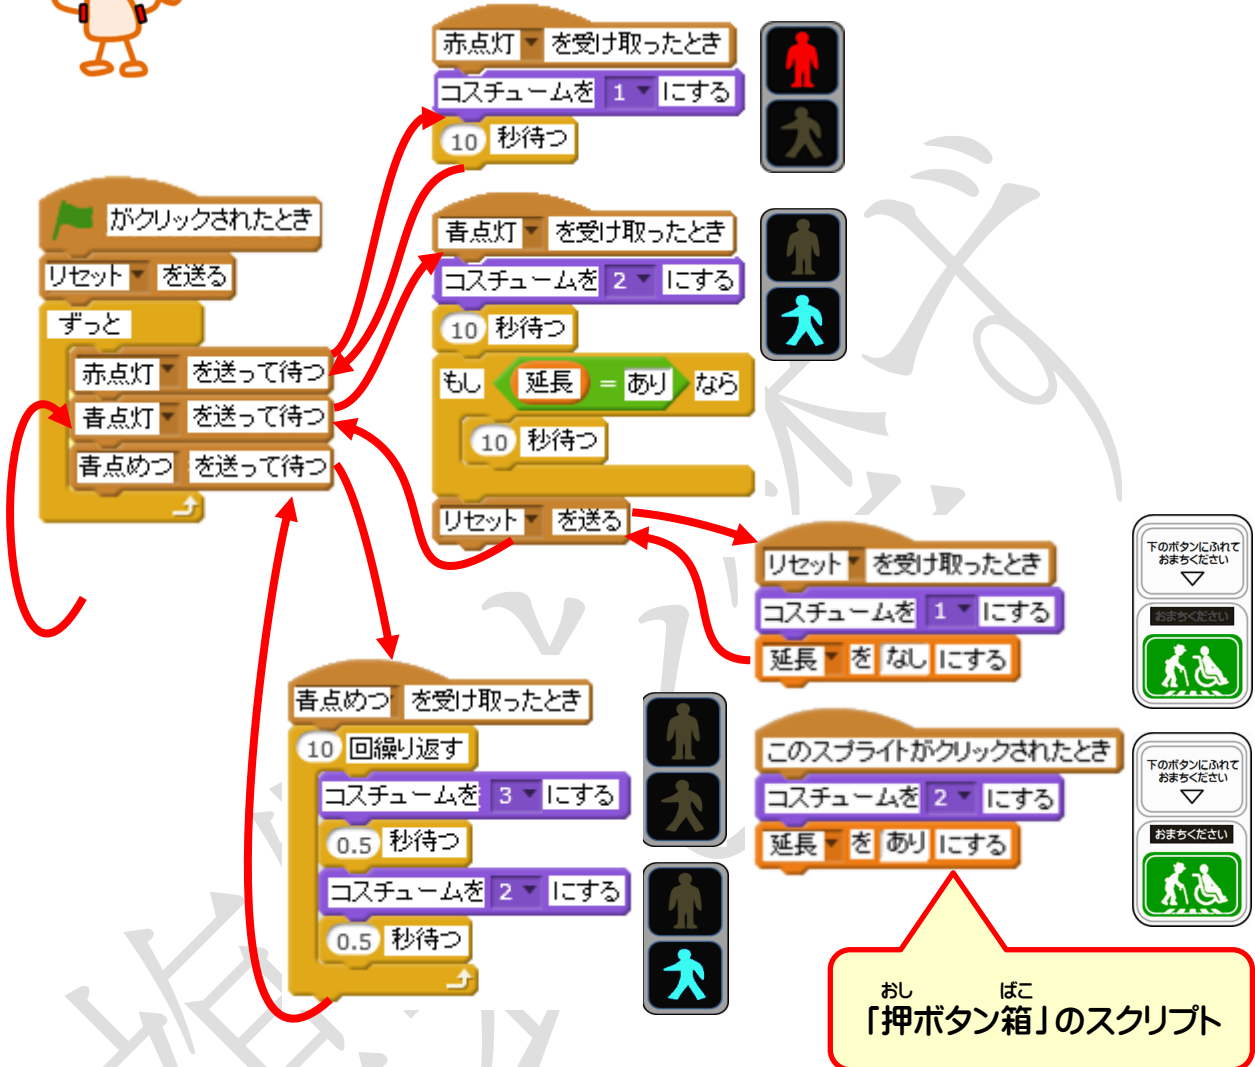 赤点灯 を受け取ったとき
コスチュームを 1 にする
10 秒待つ
がクリックされたとき
リセット を送る
ずっと
赤点灯 を送って待つ
青点灯 を送って待つ
青点めつ を送って待つ
青点灯 を受け取ったとき
コスチュームを 2 にする
10 秒待つ
もし 延長 = あり なら
10 秒待つ
リセット を送る
リセット を受け取ったとき
コスチュームを 1 にする
延長 を なし にする
下のボタンにふれて
おまちください
おまちください
青点めつ を受け取ったとき
10 回繰り返す
コスチュームを 3 にする
0.5 秒待つ
コスチュームを 2 にする
0.5 秒待つ
このスプライトがクリックされたとき
コスチュームを 2 にする
延長 を あり にする
下のボタンにふれて
おまちください
おまちください
おし ばこ
「押ボタン箱」のスクリプト